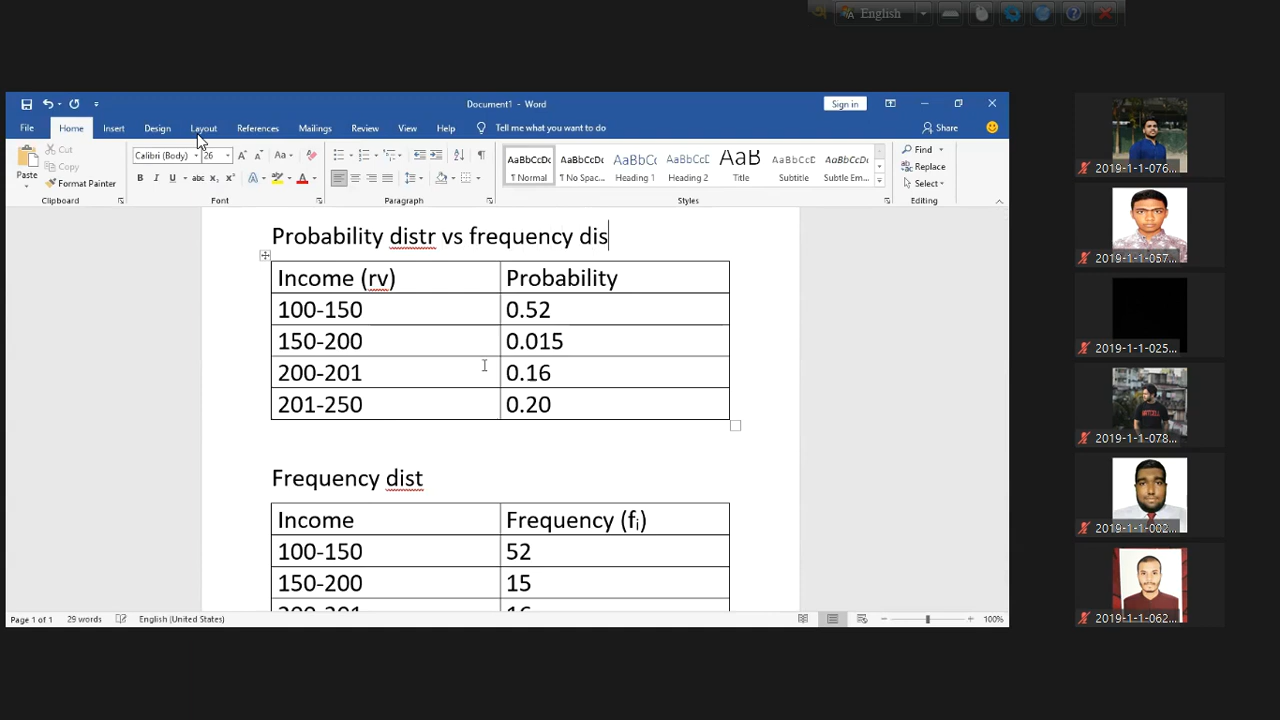 English
Document1 - Word
Sign in
File Home Insert Design Layout References Mailings Review View Help Tell me what you want to do Share
Paste
Cut
Copy
Format Painter
Calibri (Body) 26
AaBbCcDc AaBbCcDc AaBbCc AaBbCcC AaB AaBbCcC AaBbCcDc
¶ Normal ¶ No Spac... Heading 1 Heading 2 Title Subtitle Subtle Em...
Find
Replace
Select
Clipboard Font Paragraph Styles Editing
Probability distr vs frequency dis
Income (rv) Probability
100-150 0.52
150-200 0.015
200-201 0.16
201-250 0.20
Frequency dist
Income Frequency (fi)
100-150 52
150-200 15
200-201 16
Page 1 of 1 29 words English (United States) 100%
2019-1-1-076...
2019-1-1-057...
2019-1-1-025...
2019-1-1-078...
2019-1-1-002...
2019-1-1-062...